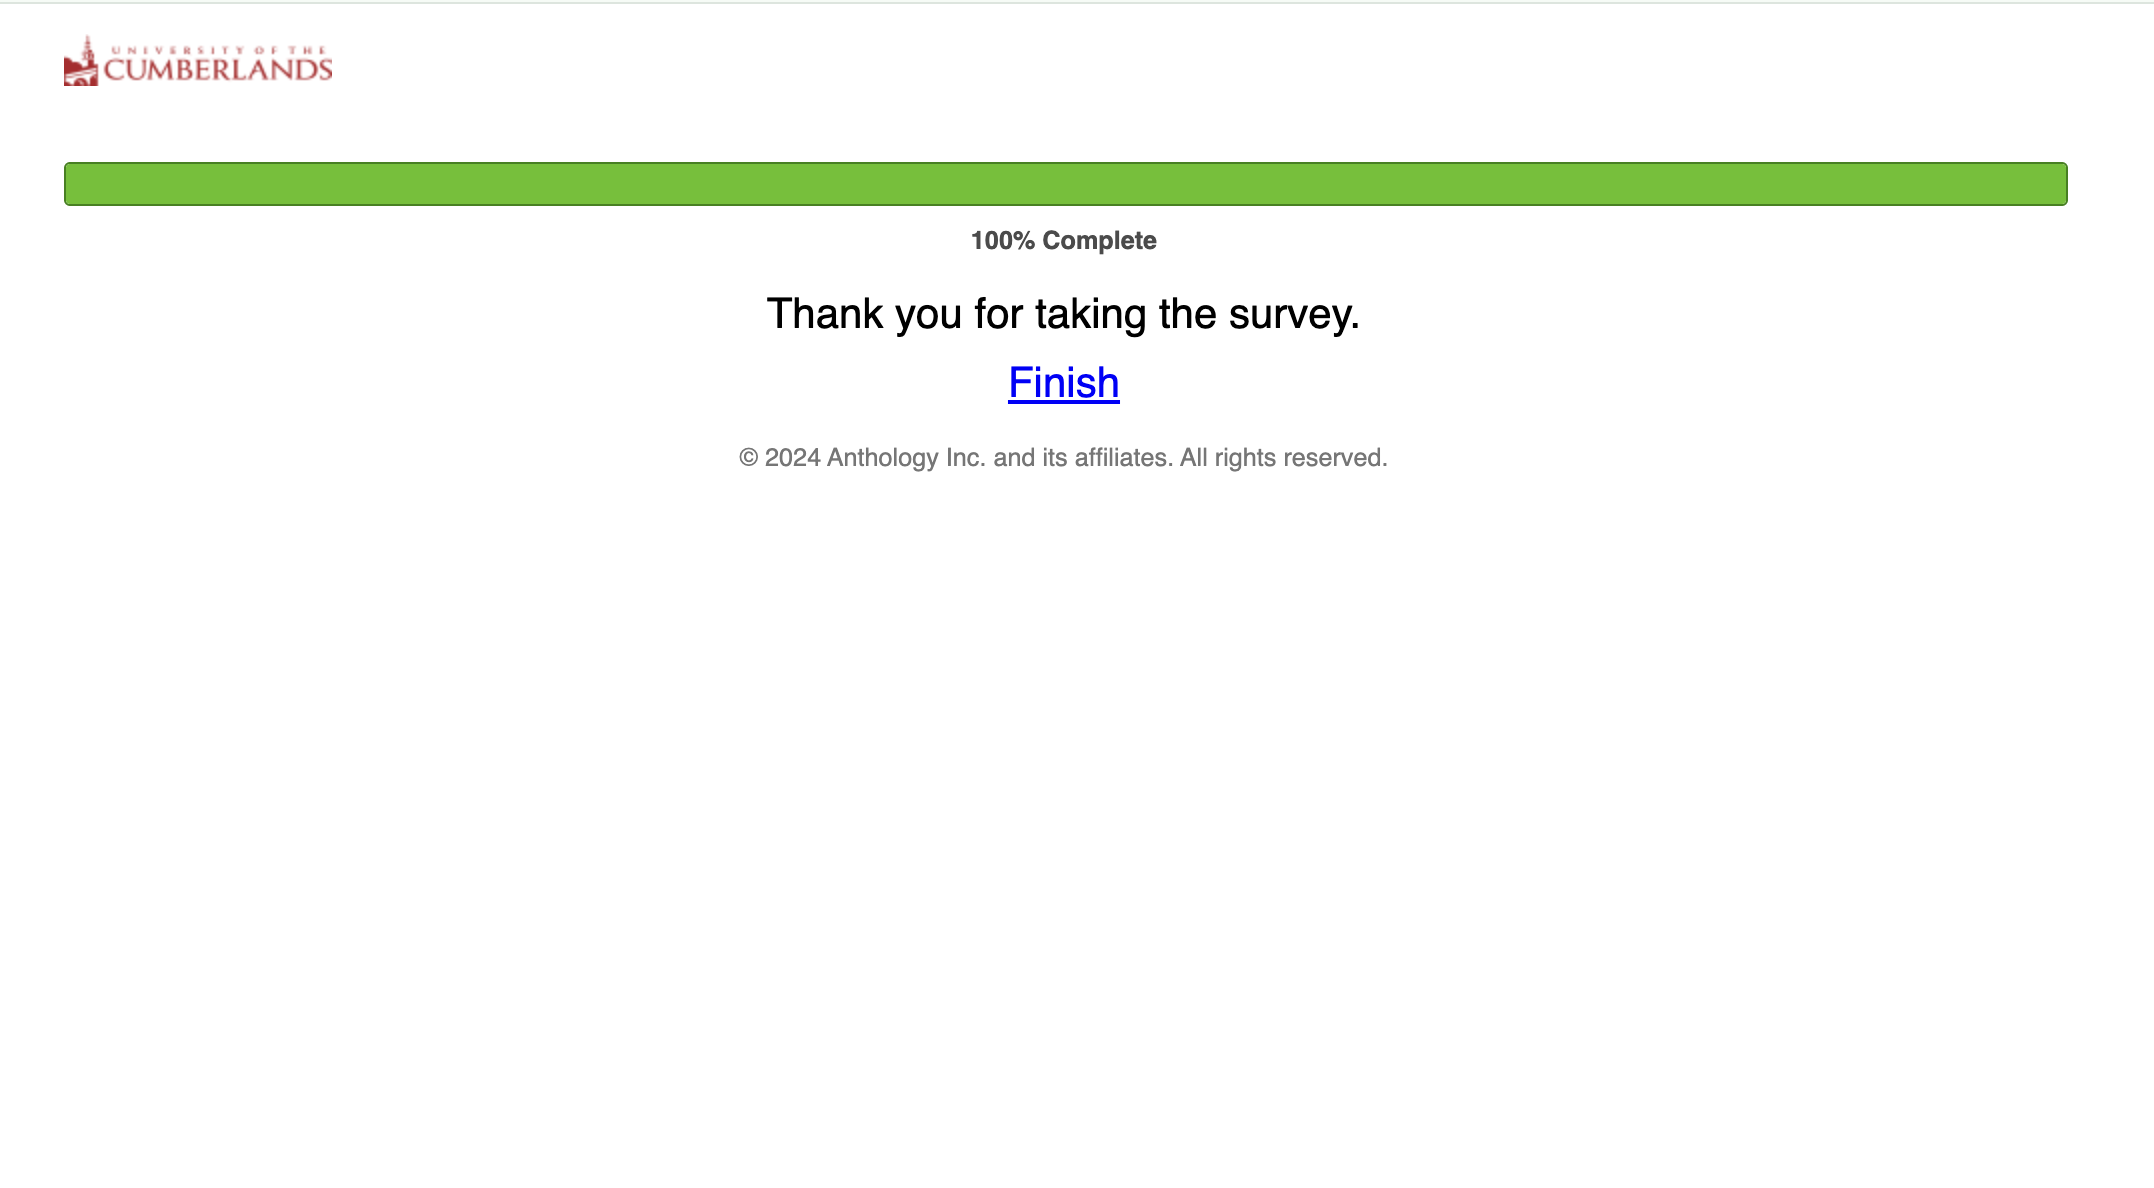 UNIVERSITY OF THE
CUMBERLANDS
100% Complete
Thank you for taking the survey.
Finish
© 2024 Anthology Inc. and its affiliates. All rights reserved.